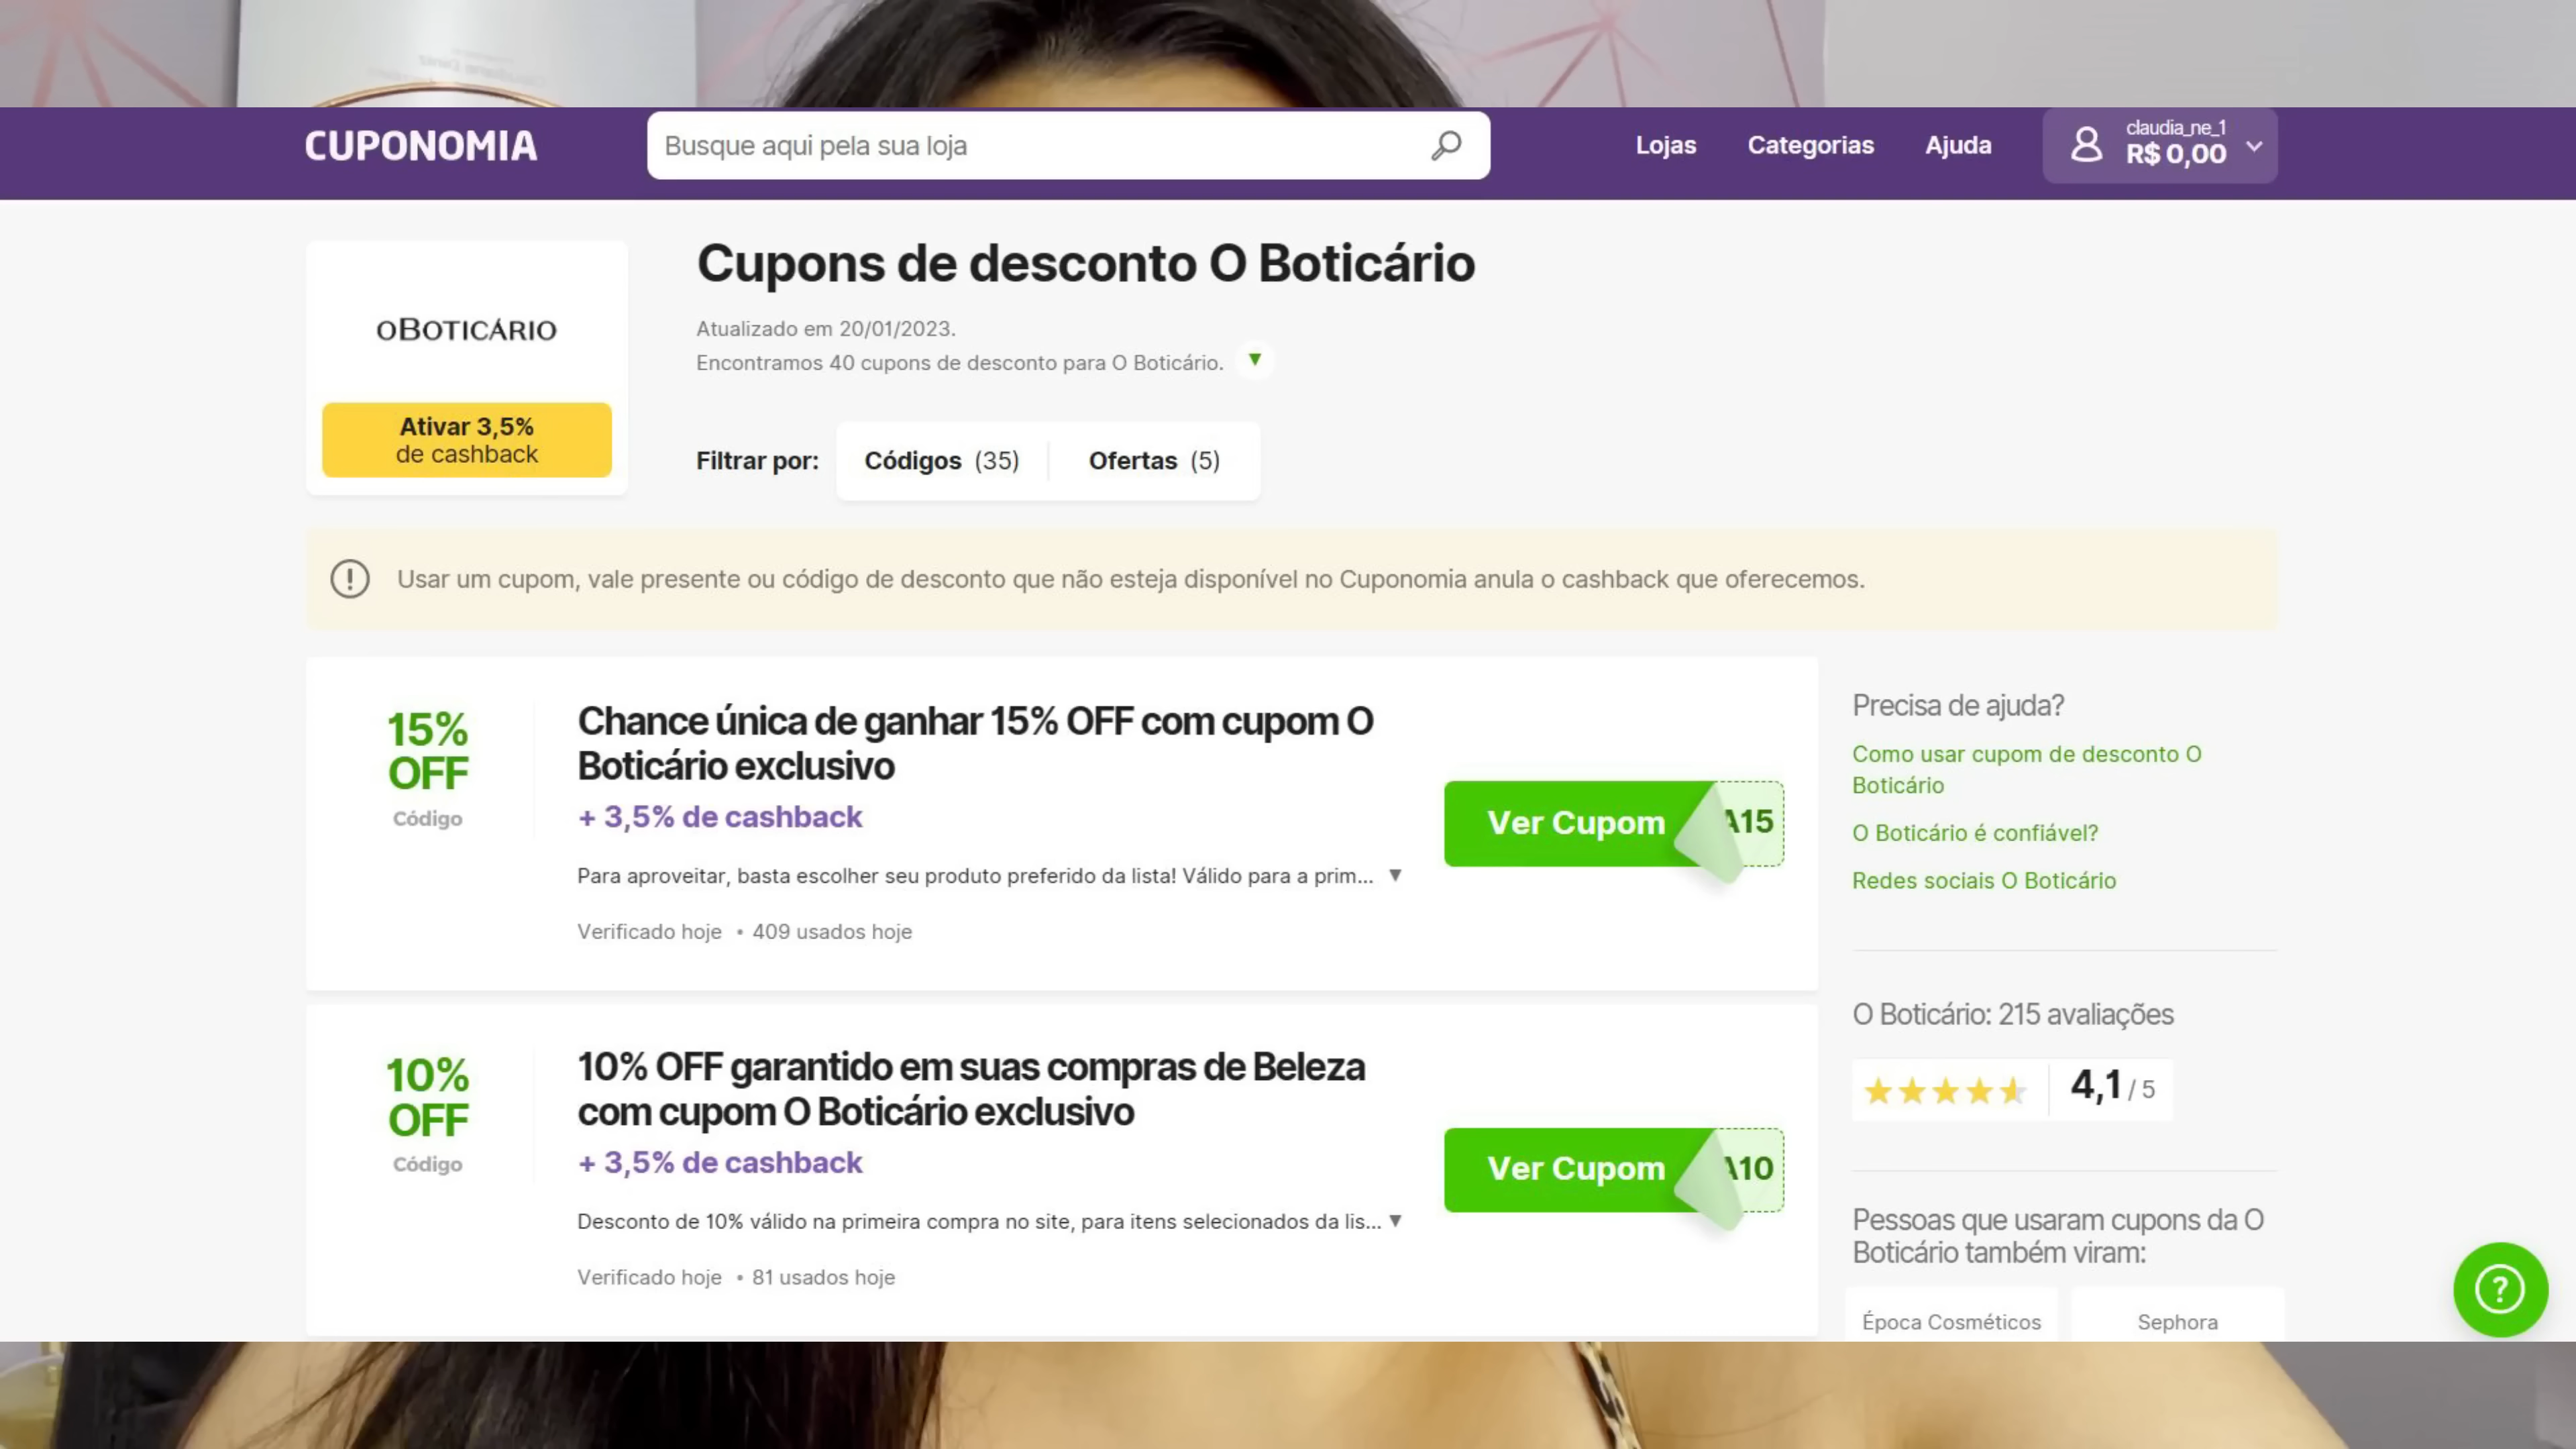 CUPONOMIA
Busque aqui pela sua loja
Lojas
Categorias
Ajuda
claudia_ne_1
R$ 0,00
oBOTICÁRIO
Ativar 3,5%
de cashback
Cupons de desconto O Boticário
Atualizado em 20/01/2023.
Encontramos 40 cupons de desconto para O Boticário.
Filtrar por:
Códigos (35)
Ofertas (5)
Usar um cupom, vale presente ou código de desconto que não esteja disponível no Cuponomia anula o cashback que oferecemos.
15%
OFF
Código
Chance única de ganhar 15% OFF com cupom O
Boticário exclusivo
+ 3,5% de cashback
Para aproveitar, basta escolher seu produto preferido da lista! Válido para a prim...
Verificado hoje • 409 usados hoje
Ver Cupom
A15
10%
OFF
Código
10% OFF garantido em suas compras de Beleza
com cupom O Boticário exclusivo
+ 3,5% de cashback
Desconto de 10% válido na primeira compra no site, para itens selecionados da lis...
Verificado hoje • 81 usados hoje
Ver Cupom
A10
Precisa de ajuda?
Como usar cupom de desconto O
Boticário
O Boticário é confiável?
Redes sociais O Boticário
O Boticário: 215 avaliações
4,1 / 5
Pessoas que usaram cupons da O
Boticário também viram:
Época Cosméticos
Sephora
?